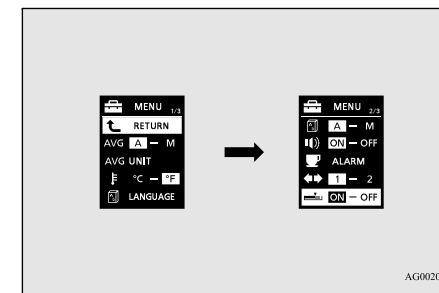 MENU 1/3
RETURN
AVG A – M
AVG UNIT
°C – °F
LANGUAGE
MENU 2/3
A – M
ON – OFF
ALARM
1 – 2
ON – OFF
AG0020